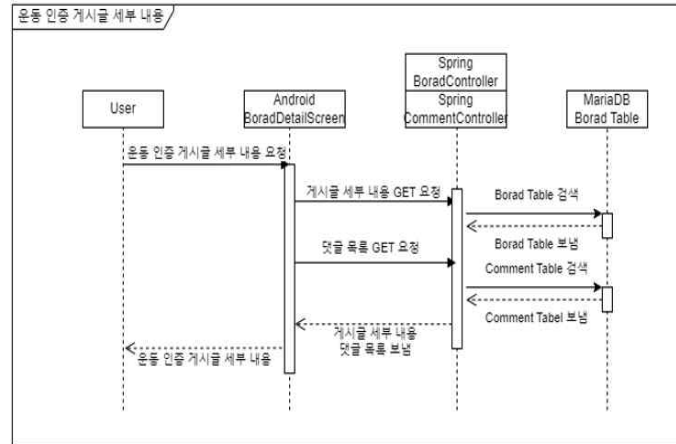 운동 인증 게시글 세부 내용
Spring
BoradController
User
Android
BoradDetailScreen
Spring
CommentController
MariaDB
Borad Table
운동 인증 게시글 세부 내용 요청
게시글 세부 내용 GET 요청
Borad Table 검색
Borad Table 보냄
댓글 목록 GET 요청
Comment Table 검색
Comment Tabel 보냄
게시글 세부 내용
댓글 목록 보냄
운동 인증 게시글 세부 내용